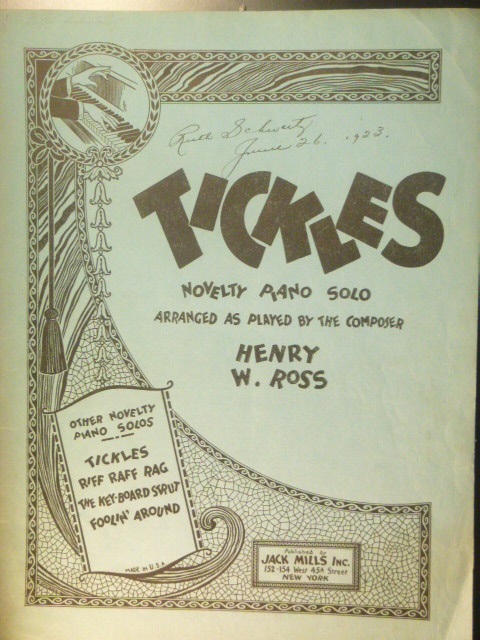 Ruth Schwartz
June 26. 1923.
TICKLES
NOVELTY PIANO SOLO
ARRANGED AS PLAYED BY THE COMPOSER
HENRY
W. ROSS
OTHER NOVELTY
PIANO SOLOS
TICKLES
RIFF RAFF RAG
THE KEY-BOARD STRUT
FOOLIN' AROUND
MADE IN U.S.A.
Published by
JACK MILLS INC.
152-154 West 45th Street
NEW YORK